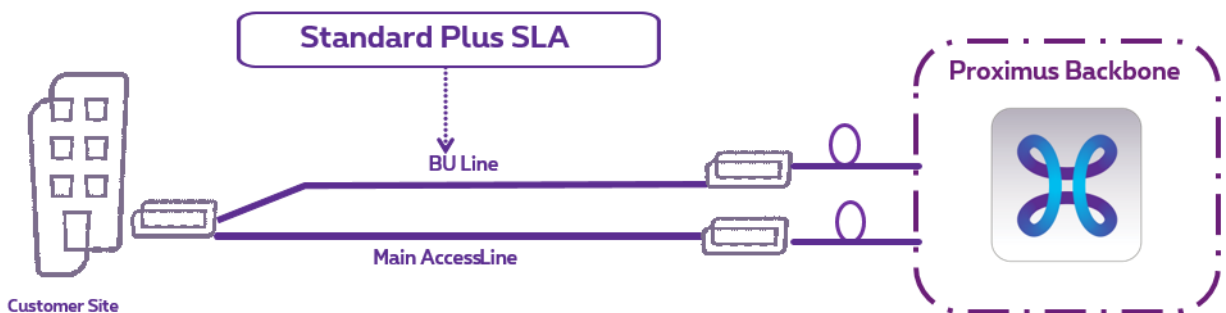 Standard Plus SLA
Proximus Backbone
BU Line
Main AccessLine
Customer Site